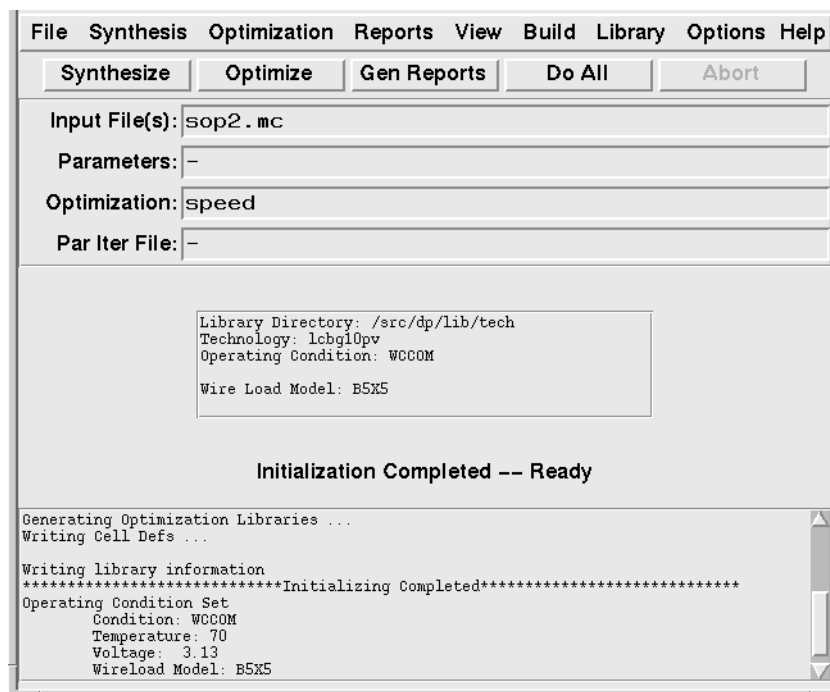 File Synthesis Optimization Reports View Build Library Options Help
Synthesize Optimize Gen Reports Do All Abort
Input File(s): sop2.mc
Parameters: -
Optimization: speed
Par Iter File: -
Library Directory: /src/dp/lib/tech
Technology: lcbg10pv
Operating Condition: WCCOM
Wire Load Model: B5X5
Initialization Completed -- Ready
Generating Optimization Libraries ...
Writing Cell Defs ...
Writing library information
*****************************Initializing Completed*****************************
Operating Condition Set
Condition: WCCOM
Temperature: 70
Voltage: 3.13
Wireload Model: B5X5